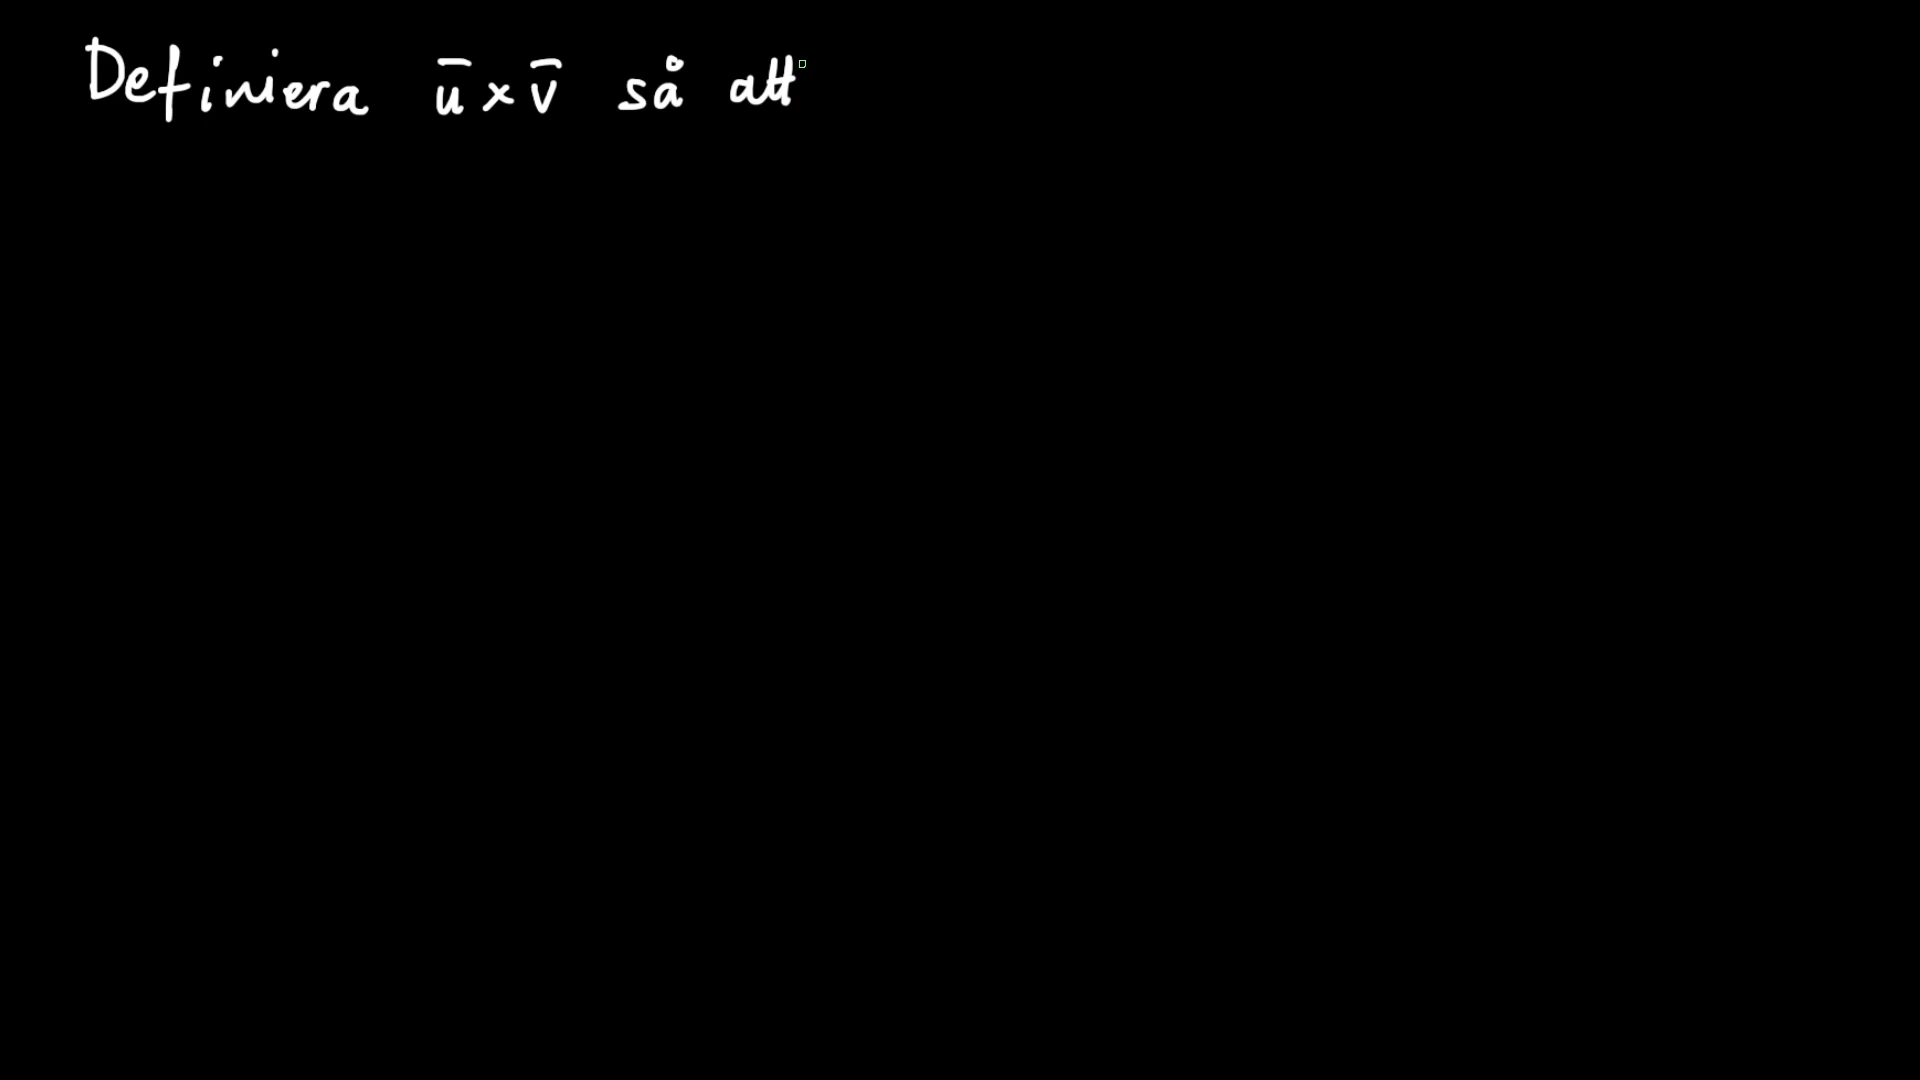 Definiera ū × v̄ så att